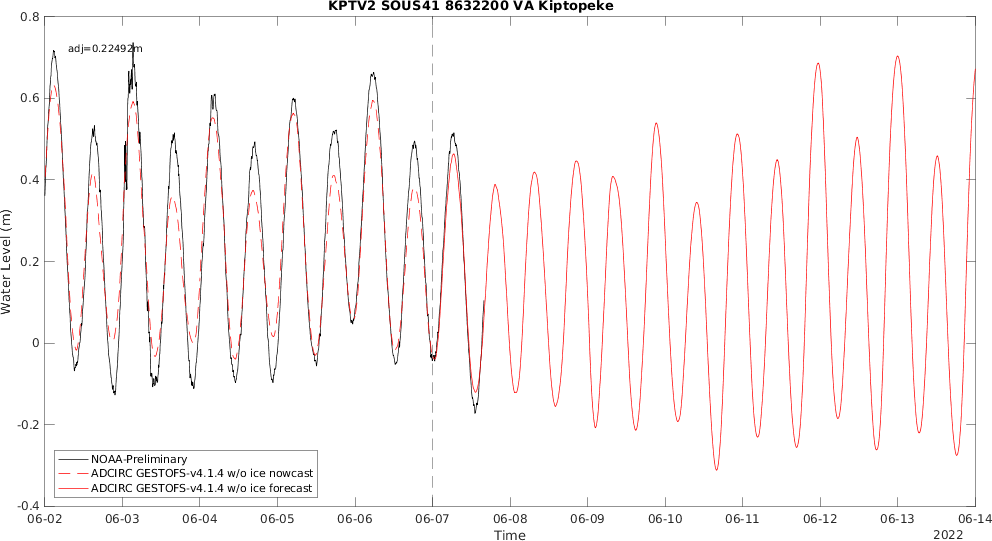 KPTV2 SOUS41 8632200 VA Kiptopeke
adj=0.22492m
0.8
0.6
0.4
0.2
0
-0.2
-0.4
Water Level (m)
NOAA-Preliminary
ADCIRC GESTOFS-v4.1.4 w/o ice nowcast
ADCIRC GESTOFS-v4.1.4 w/o ice forecast
06-02 06-03 06-04 06-05 06-06 06-07 06-08 06-09 06-10 06-11 06-12 06-13 06-14
Time
2022